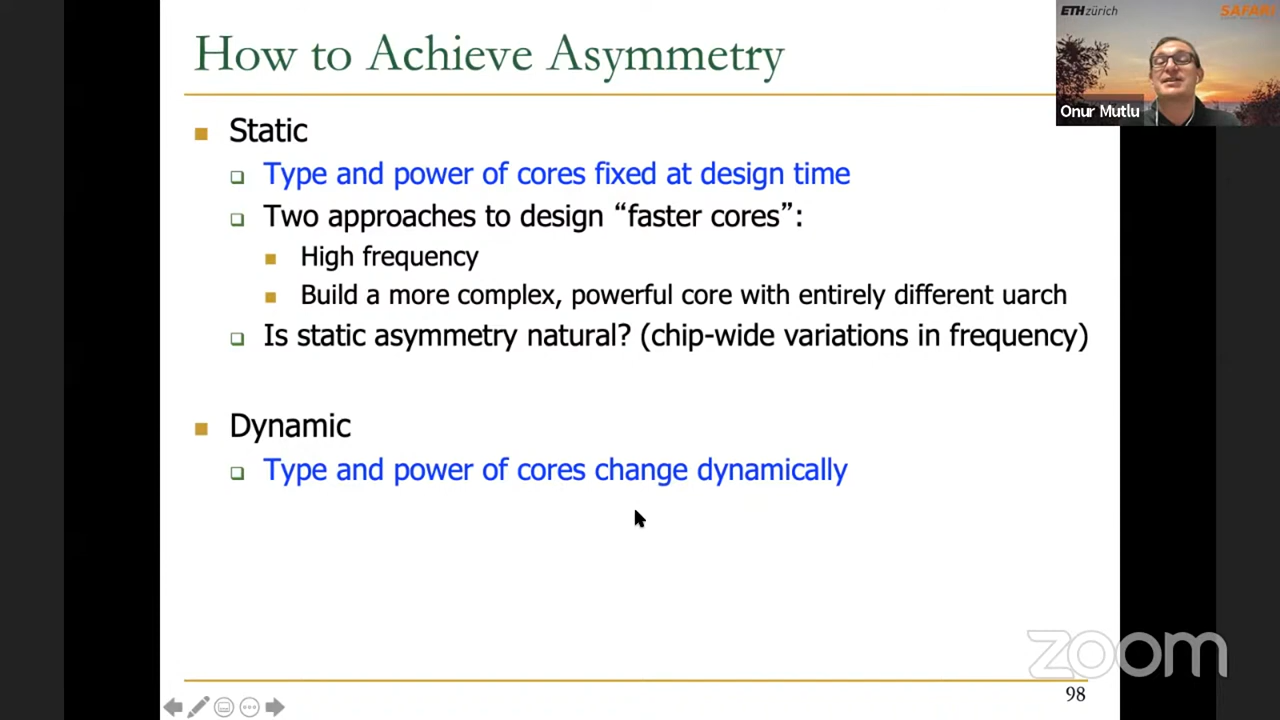 How to Achieve Asymmetry
Static
Type and power of cores fixed at design time
Two approaches to design “faster cores”:
High frequency
Build a more complex, powerful core with entirely different uarch
Is static asymmetry natural? (chip-wide variations in frequency)
Dynamic
Type and power of cores change dynamically
98
ETH zürich
SAFARI
Onur Mutlu
zoom